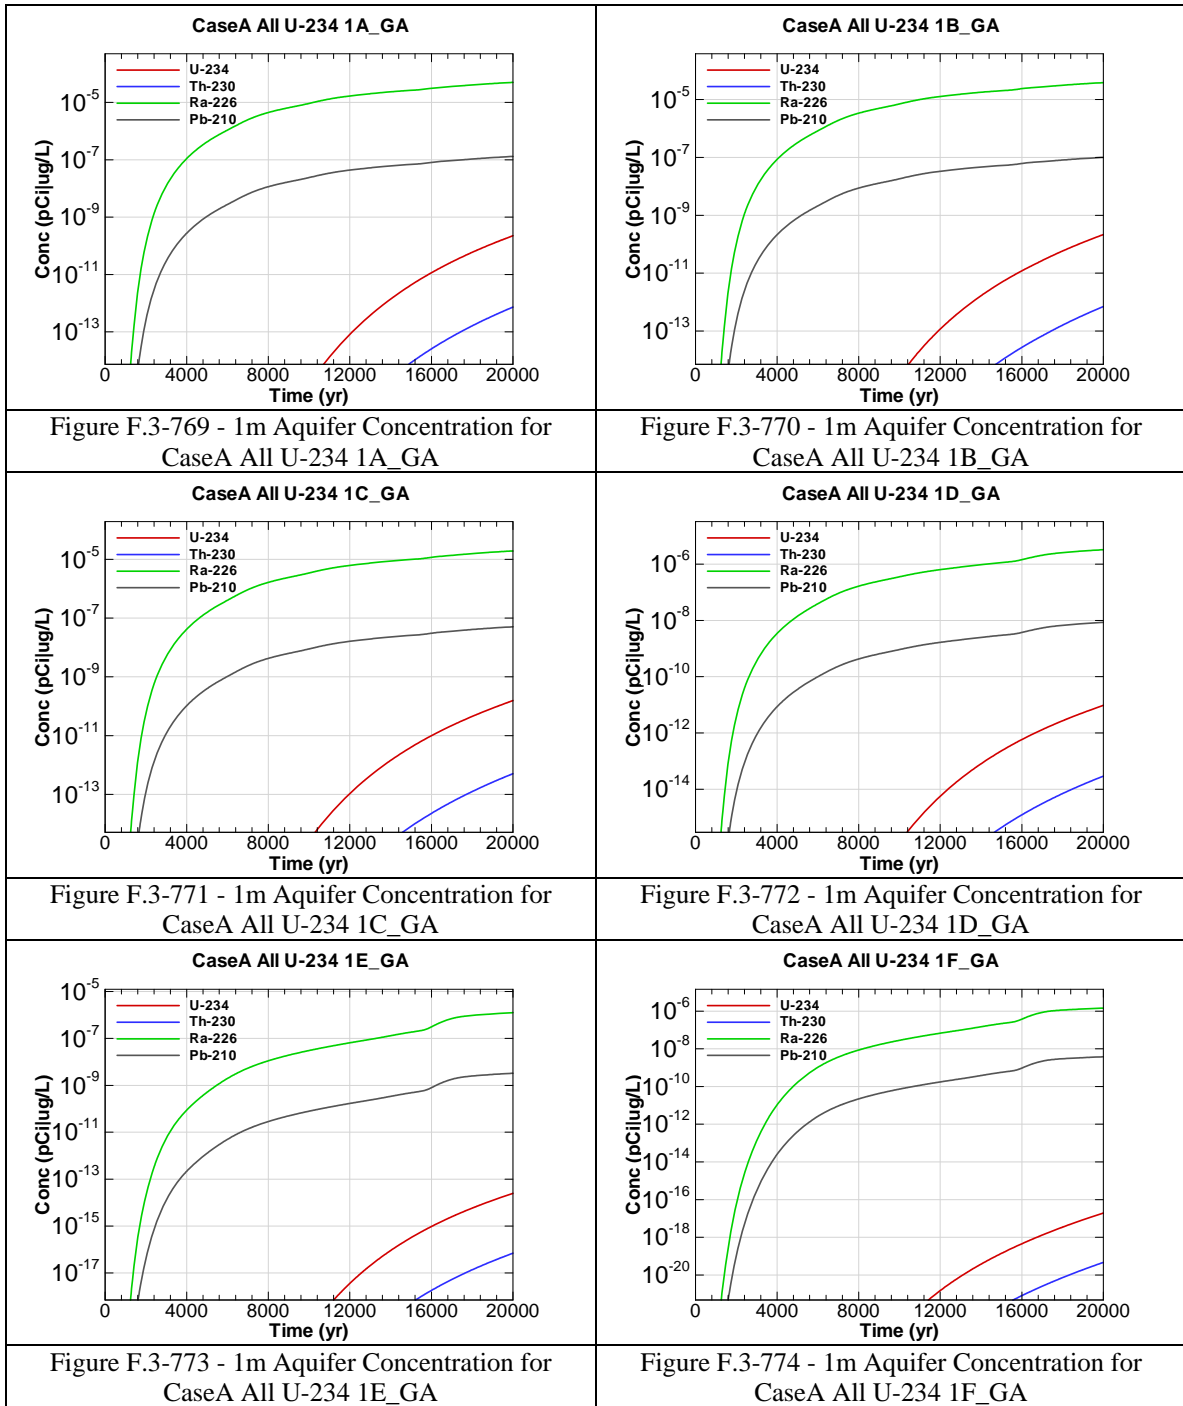 CaseA All U-234 1A_GA
U-234
Th-230
Ra-226
Pb-210
Conc (pCi|ug/L)
10-5
10-7
10-9
10-11
10-13
0 4000 8000 12000 16000 20000
Time (yr)
Figure F.3-769 - 1m Aquifer Concentration for
CaseA All U-234 1A_GA
CaseA All U-234 1B_GA
U-234
Th-230
Ra-226
Pb-210
Conc (pCi|ug/L)
10-5
10-7
10-9
10-11
10-13
0 4000 8000 12000 16000 20000
Time (yr)
Figure F.3-770 - 1m Aquifer Concentration for
CaseA All U-234 1B_GA
CaseA All U-234 1C_GA
U-234
Th-230
Ra-226
Pb-210
Conc (pCi|ug/L)
10-5
10-7
10-9
10-11
10-13
0 4000 8000 12000 16000 20000
Time (yr)
Figure F.3-771 - 1m Aquifer Concentration for
CaseA All U-234 1C_GA
CaseA All U-234 1D_GA
U-234
Th-230
Ra-226
Pb-210
Conc (pCi|ug/L)
10-6
10-8
10-10
10-12
10-14
0 4000 8000 12000 16000 20000
Time (yr)
Figure F.3-772 - 1m Aquifer Concentration for
CaseA All U-234 1D_GA
CaseA All U-234 1E_GA
U-234
Th-230
Ra-226
Pb-210
Conc (pCi|ug/L)
10-5
10-7
10-9
10-11
10-13
10-15
10-17
0 4000 8000 12000 16000 20000
Time (yr)
Figure F.3-773 - 1m Aquifer Concentration for
CaseA All U-234 1E_GA
CaseA All U-234 1F_GA
U-234
Th-230
Ra-226
Pb-210
Conc (pCi|ug/L)
10-6
10-8
10-10
10-12
10-14
10-16
10-18
10-20
0 4000 8000 12000 16000 20000
Time (yr)
Figure F.3-774 - 1m Aquifer Concentration for
CaseA All U-234 1F_GA